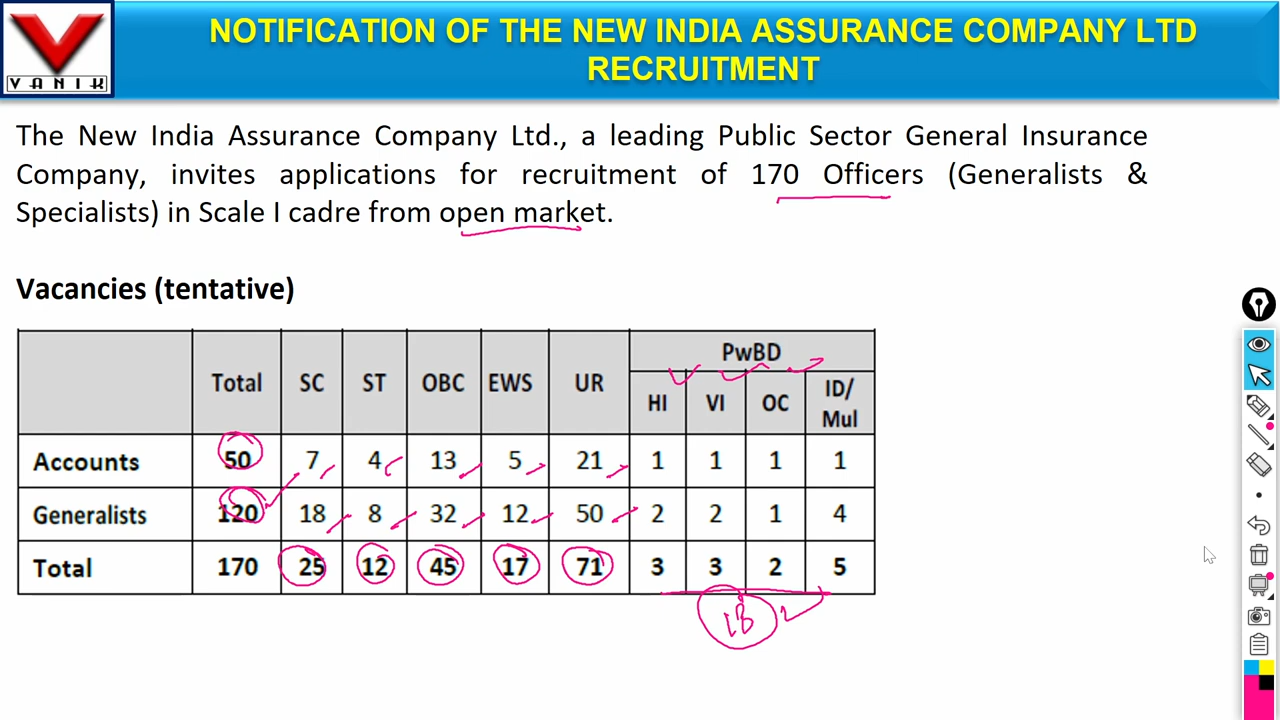 VANIK
NOTIFICATION OF THE NEW INDIA ASSURANCE COMPANY LTD
RECRUITMENT
The New India Assurance Company Ltd., a leading Public Sector General Insurance
Company, invites applications for recruitment of 170 Officers (Generalists &
Specialists) in Scale I cadre from open market.
Vacancies (tentative)
Total SC ST OBC EWS UR PwBD
HI VI OC ID/
Mul
Accounts 50 7 4 13 5 21 1 1 1 1
Generalists 120 18 8 32 12 50 2 2 1 4
Total 170 25 12 45 17 71 3 3 2 5
13